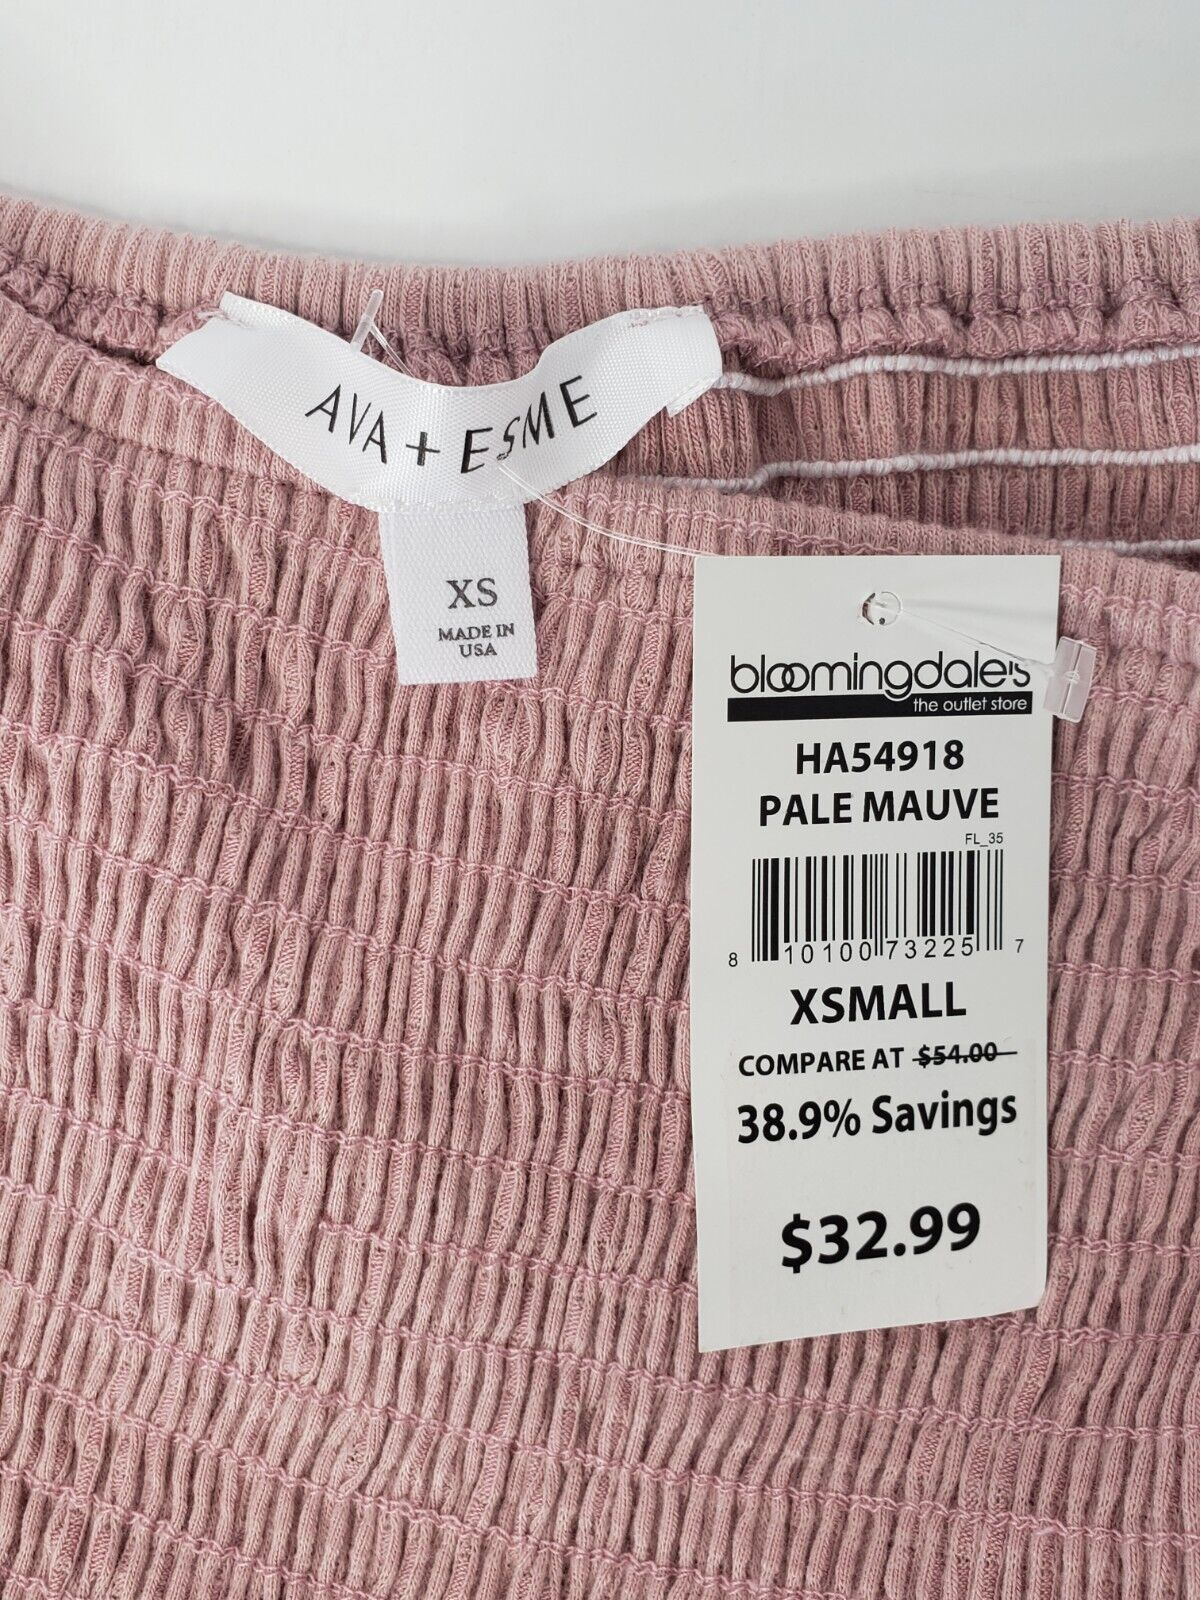 AVA + ESME
XS
MADE IN
USA
bloomingdale's
the outlet store
HA54918
PALE MAUVE
FL_35
8 10100 73225 7
XSMALL
COMPARE AT $54.00
38.9% Savings
$32.99